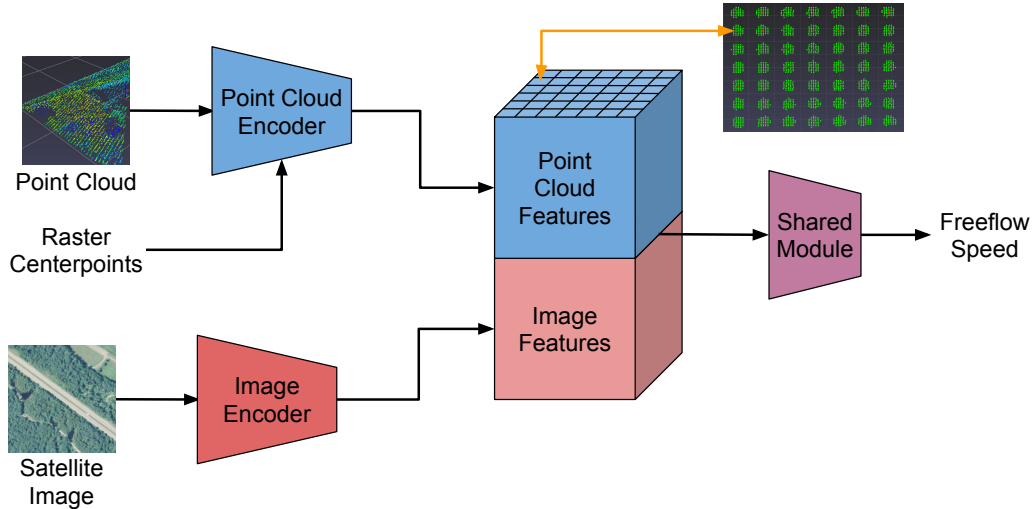 Point Cloud
Encoder
Point Cloud
Raster
Centerpoints
Point
Cloud
Features
Shared
Module
Freeflow
Speed
Image
Features
Image
Encoder
Satellite
Image